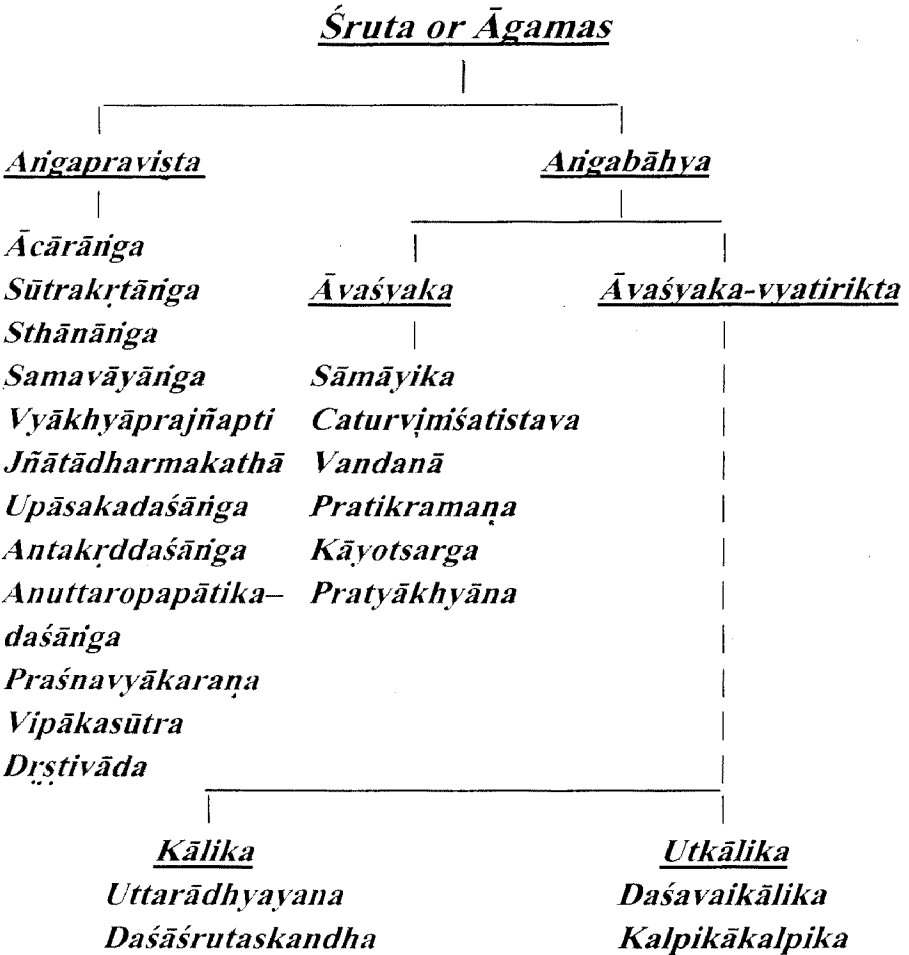 Śruta or Āgamas
Aṅgapraviṣṭa
Aṅgabāhya
Ācārāṅga
Sūtrakṛtāṅga
Sthānāṅga
Samavāyāṅga
Vyākhyāprajñapti
Jñātādharmakathā
Upāsakadaśāṅga
Antakṛddaśāṅga
Anuttaropapātika–
daśāṅga
Praśnavyākaraṇa
Vipākasūtra
Dṛṣṭivāda
Āvaśyaka
Sāmāyika
Caturviṃśatistava
Vandanā
Pratikramaṇa
Kāyotsarga
Pratyākhyāna
Āvaśyaka-vyatirikta
Kālika
Uttarādhyayana
Daśāśrutaskandha
Utkālika
Daśavaikālika
Kalpikākalpika